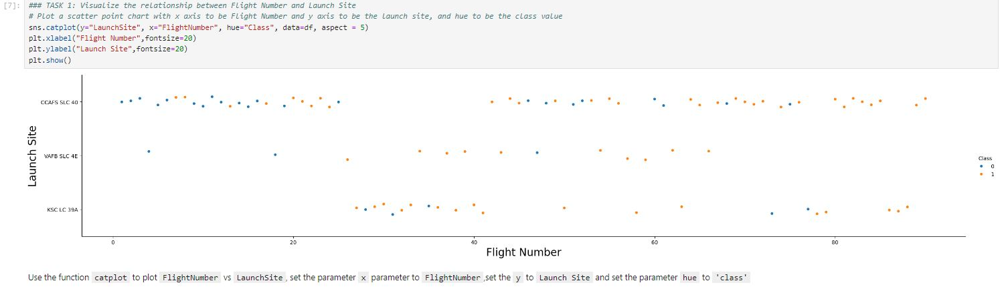 [7]: ### TASK 1: Visualize the relationship between Flight Number and Launch Site
# Plot a scatter point chart with x axis to be Flight Number and y axis to be the launch site, and hue to be the class value
sns.catplot(y="LaunchSite", x="FlightNumber", hue="Class", data=df, aspect = 5)
plt.xlabel("Flight Number",fontsize=20)
plt.ylabel("Launch Site",fontsize=20)
plt.show()
Launch Site
CCAFS SLC 40
VAFB SLC 4E
KSC LC 39A
Class
0
1
0 20 40 60 80
Flight Number
Use the function catplot to plot FlightNumber vs LaunchSite, set the parameter x parameter to FlightNumber,set the y to Launch Site and set the parameter hue to 'class'